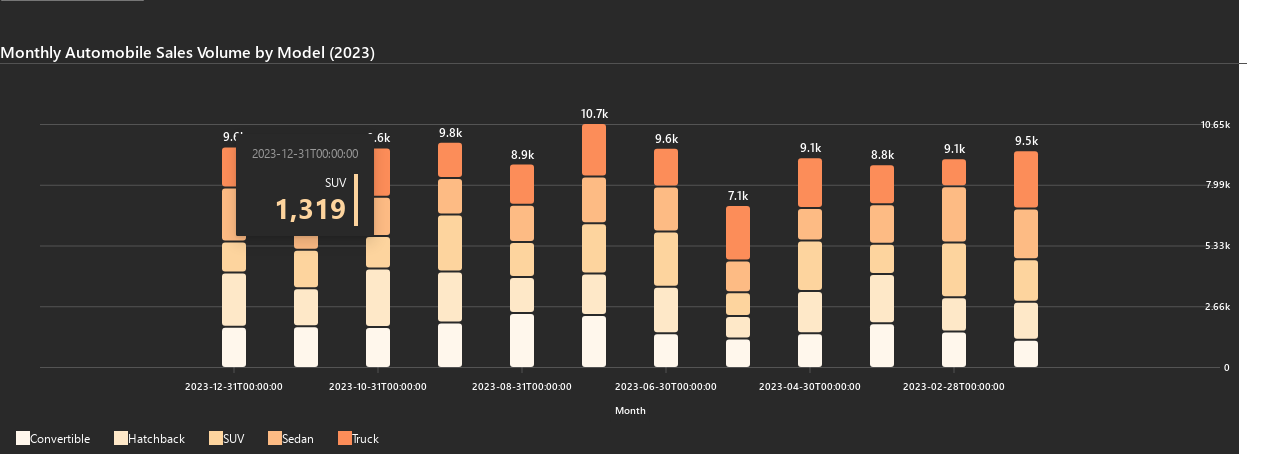 Monthly Automobile Sales Volume by Model (2023)
10.7k
9.8k
9.6k
9.5k
9.1k
9.1k
8.9k
8.8k
7.1k
2023-12-31T00:00:00
SUV
1,319
10.65k
7.99k
5.33k
2.66k
0
2023-12-31T00:00:00
2023-10-31T00:00:00
2023-08-31T00:00:00
2023-06-30T00:00:00
2023-04-30T00:00:00
2023-02-28T00:00:00
Month
Convertible
Hatchback
SUV
Sedan
Truck